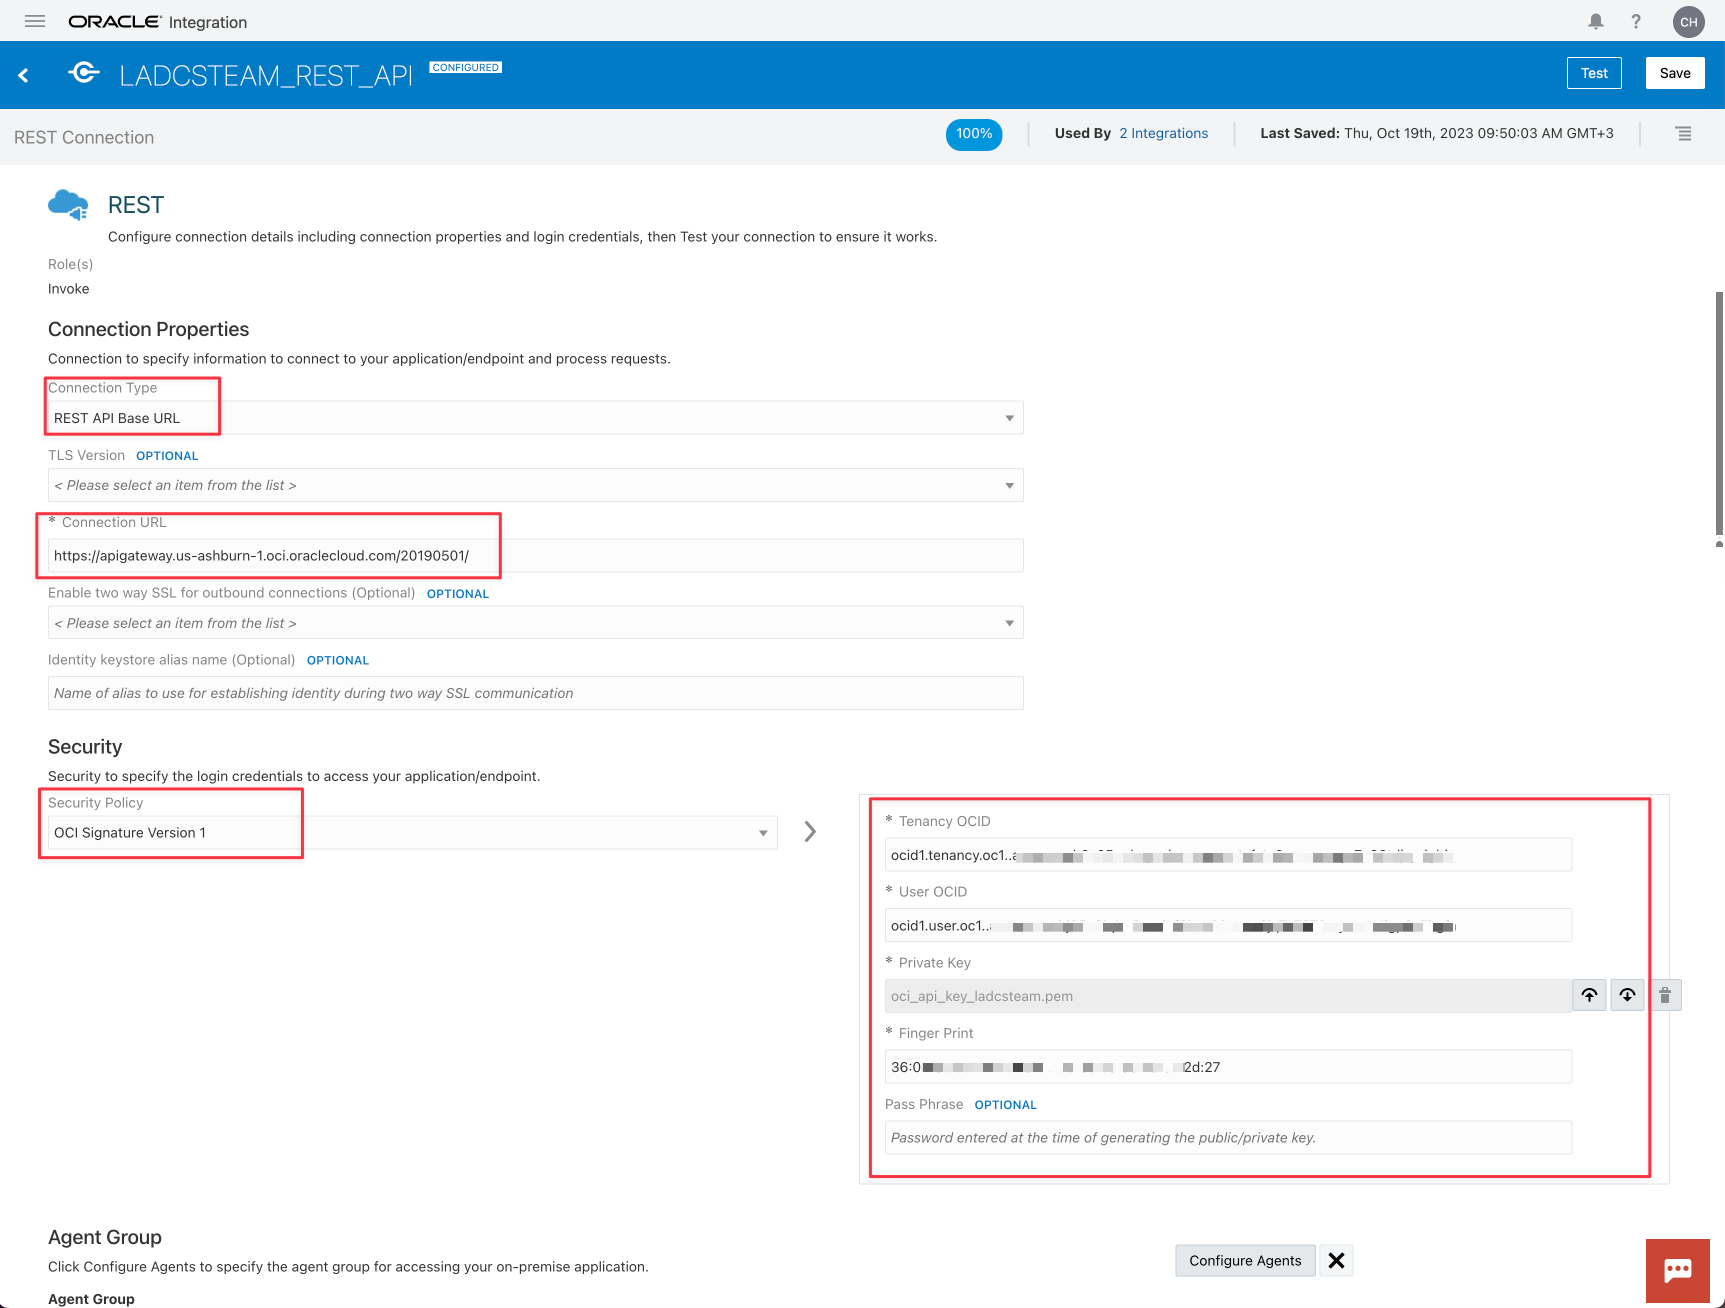 ORACLE Integration
CH
LADCSTEAM_REST_API CONFIGURED
Test Save
REST Connection
100% Used By 2 Integrations Last Saved: Thu, Oct 19th, 2023 09:50:03 AM GMT+3
REST
Configure connection details including connection properties and login credentials, then Test your connection to ensure it works.
Role(s)
Invoke
Connection Properties
Connection to specify information to connect to your application/endpoint and process requests.
Connection Type
REST API Base URL
TLS Version OPTIONAL
< Please select an item from the list >
* Connection URL
https://apigateway.us-ashburn-1.oci.oraclecloud.com/20190501/
Enable two way SSL for outbound connections (Optional) OPTIONAL
< Please select an item from the list >
Identity keystore alias name (Optional) OPTIONAL
Name of alias to use for establishing identity during two way SSL communication
Security
Security to specify the login credentials to access your application/endpoint.
Security Policy
OCI Signature Version 1
* Tenancy OCID
ocid1.tenancy.oc1..
* User OCID
ocid1.user.oc1..
* Private Key
oci_api_key_ladcsteam.pem
* Finger Print
36:0 2d:27
Pass Phrase OPTIONAL
Password entered at the time of generating the public/private key.
Agent Group
Click Configure Agents to specify the agent group for accessing your on-premise application.
Configure Agents
Agent Group